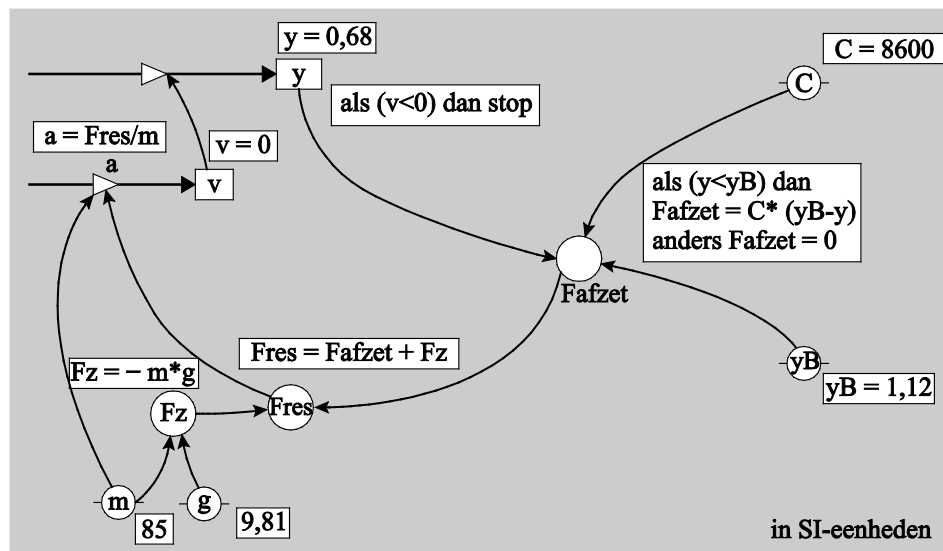 y = 0,68
C = 8600
y
C
als (v<0) dan stop
a = Fres/m
a
v = 0
v
als (y<yB) dan
Fafzet = C* (yB-y)
anders Fafzet = 0
Fafzet
Fres = Fafzet + Fz
yB
Fz = – m*g
yB = 1,12
Fz
Fres
m
g
85
9,81
in SI-eenheden